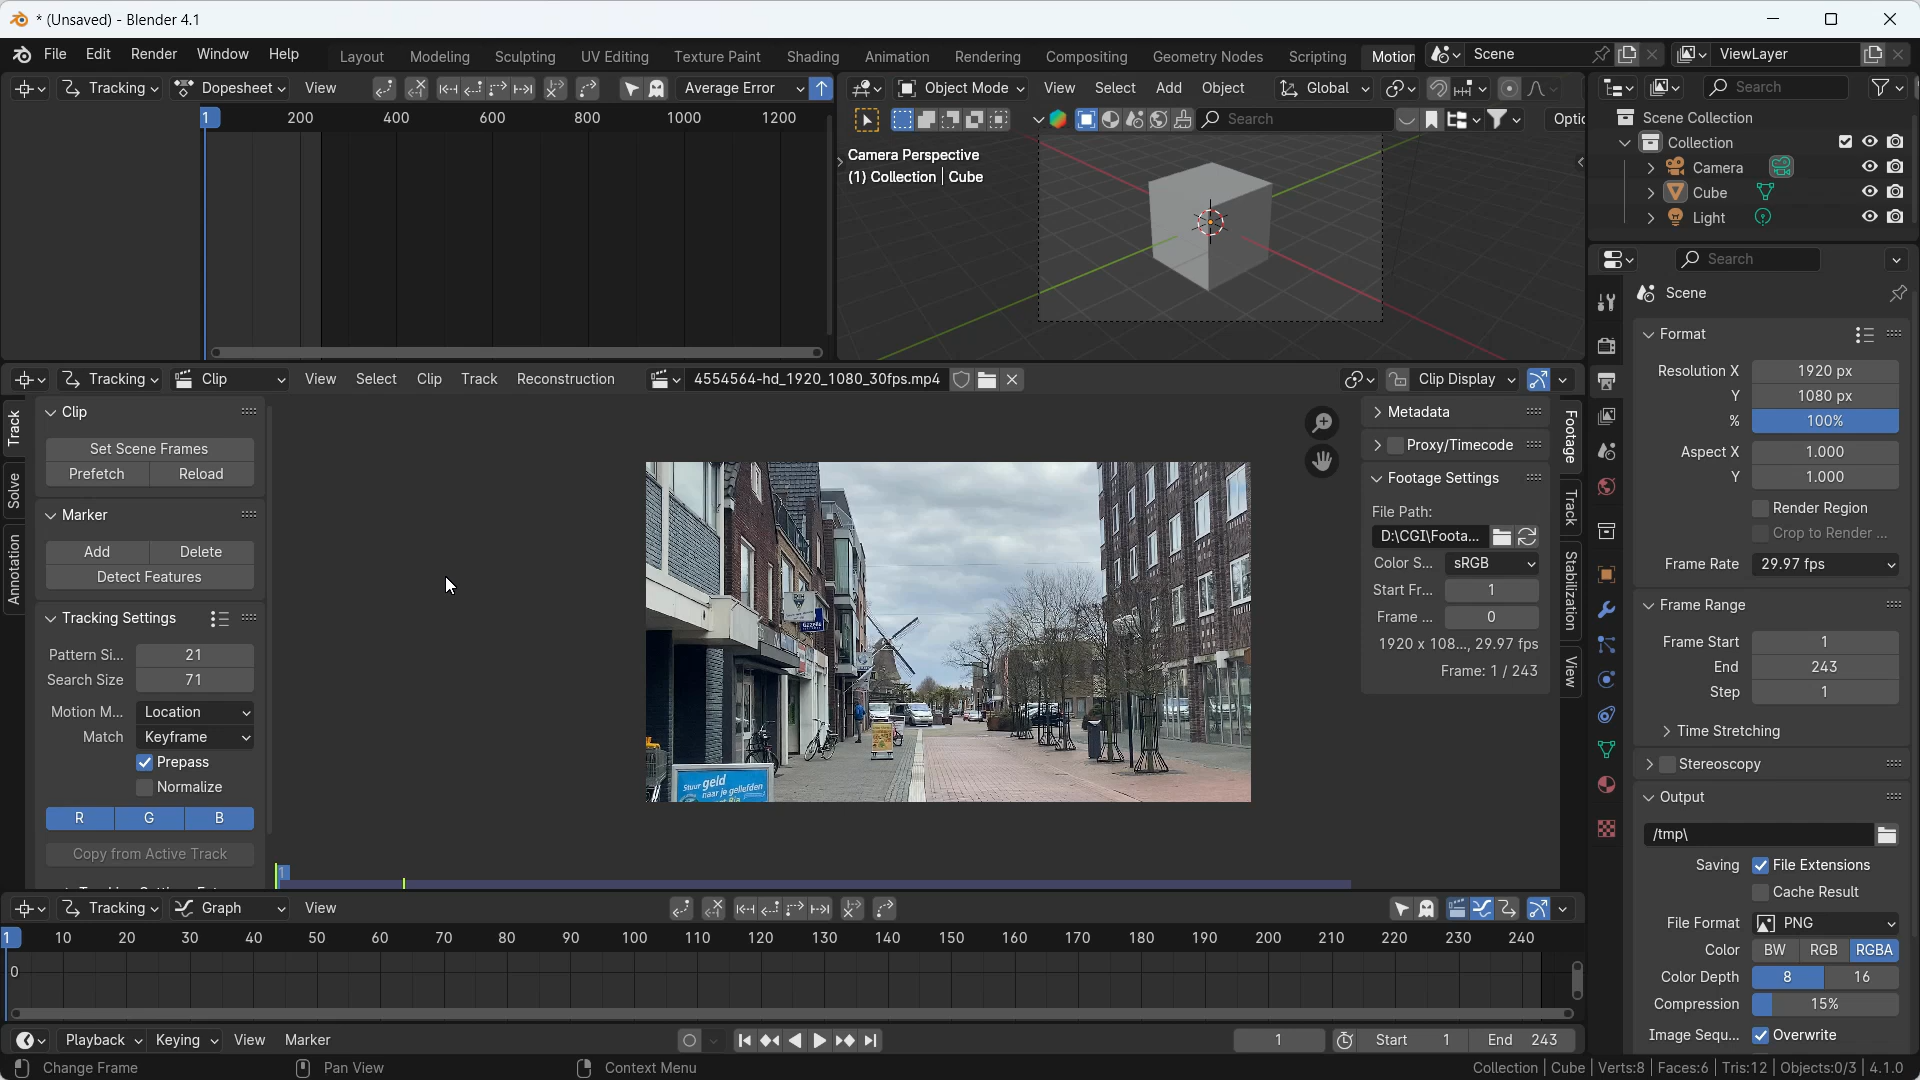 * (Unsaved) - Blender 4.1
File Edit Render Window Help Layout Modeling Sculpting UV Editing Texture Paint Shading Animation Rendering Compositing Geometry Nodes Scripting Motion Scene ViewLayer
Tracking Dopesheet View Average Error
1 200 400 600 800 1000 1200
Object Mode View Select Add Object Global
Search Optio
Camera Perspective
(1) Collection | Cube
Search
Scene Collection
Collection
Camera
Cube
Light
Tracking Clip View Select Clip Track Reconstruction 4554564-hd_1920_1080_30fps.mp4 Clip Display
Track
Solve
Annotation
Clip
Set Scene Frames
Prefetch Reload
Marker
Add Delete
Detect Features
Tracking Settings
Pattern Si... 21
Search Size 71
Motion M... Location
Match Keyframe
Prepass
Normalize
R G B
Copy from Active Track
1
Stuur geld
naar je geliefden
Metadata
Proxy/Timecode
Footage Settings
File Path:
D:\CGI\Foota...
Color S... sRGB
Start Fr... 1
Frame ... 0
1920 x 108..., 29.97 fps
Frame: 1 / 243
Footage
Track
Stabilization
View
Tracking Graph View
1 10 20 30 40 50 60 70 80 90 100 110 120 130 140 150 160 170 180 190 200 210 220 230 240
0
Playback Keying View Marker 1 Start 1 End 243
Change Frame Pan View Context Menu Collection | Cube | Verts:8 | Faces:6 | Tris:12 | Objects:0/3 | 4.1.0
Search
Scene
Format
Resolution X 1920 px
Y 1080 px
% 100%
Aspect X 1.000
Y 1.000
Render Region
Crop to Render ...
Frame Rate 29.97 fps
Frame Range
Frame Start 1
End 243
Step 1
Time Stretching
Stereoscopy
Output
/tmp\
Saving File Extensions
Cache Result
File Format PNG
Color BW RGB RGBA
Color Depth 8 16
Compression 15%
Image Sequ... Overwrite